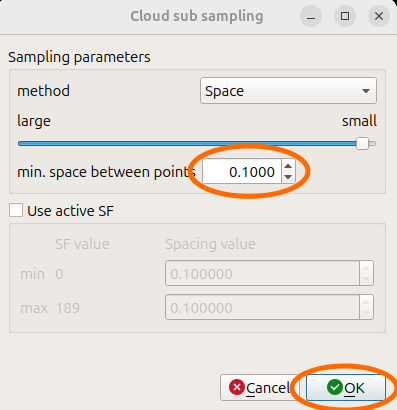 Cloud sub sampling
Sampling parameters
method Space
large small
min. space between points 0.1000
Use active SF
SF value Spacing value
min 0 0.100000
max 189 0.100000
Cancel OK